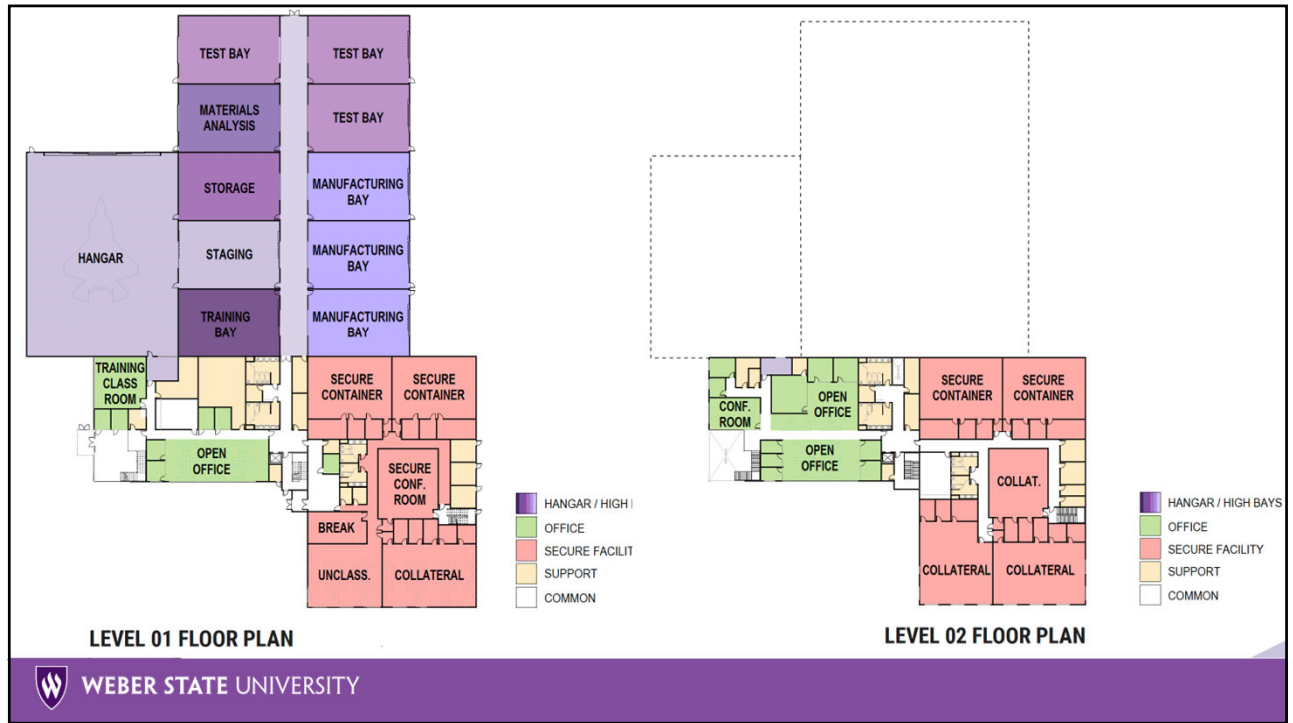 TEST BAY
TEST BAY
MATERIALS
ANALYSIS
TEST BAY
STORAGE
MANUFACTURING
BAY
HANGAR
STAGING
MANUFACTURING
BAY
TRAINING
BAY
MANUFACTURING
BAY
TRAINING
CLASS
ROOM
SECURE
CONTAINER
SECURE
CONTAINER
OPEN
OFFICE
SECURE
CONF.
ROOM
BREAK
UNCLASS.
COLLATERAL
HANGAR / HIGH
OFFICE
SECURE FACILIT
SUPPORT
COMMON
LEVEL 01 FLOOR PLAN
CONF.
ROOM
OPEN
OFFICE
SECURE
CONTAINER
SECURE
CONTAINER
OPEN
OFFICE
COLLAT.
COLLATERAL
COLLATERAL
HANGAR / HIGH BAYS
OFFICE
SECURE FACILITY
SUPPORT
COMMON
LEVEL 02 FLOOR PLAN
W
WEBER STATE UNIVERSITY